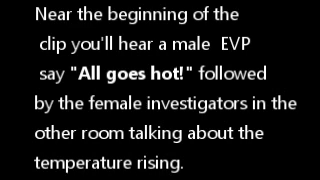 Near the beginning of the
clip you'll hear a male  EVP
say "All goes hot!" followed
by the female investigators in the
other room talking about the
temperature rising.